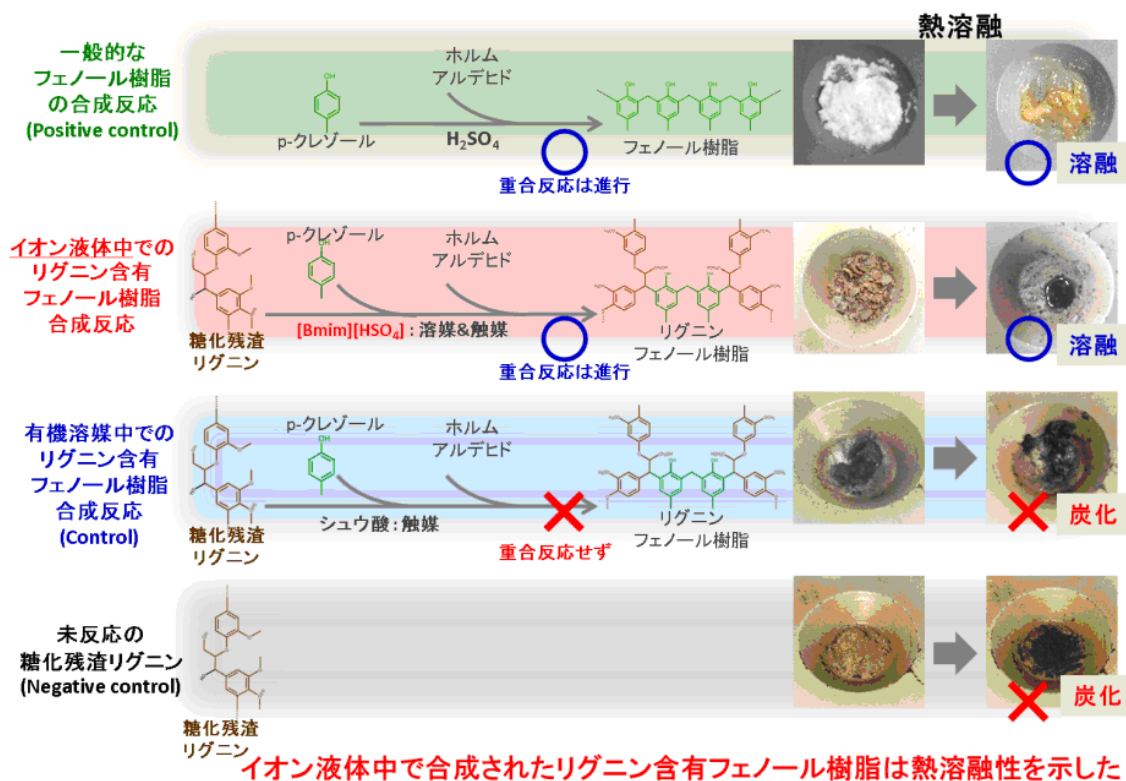 熱溶融
一般的な
フェノール樹脂
の合成反応
(Positive control)
OH
p-クレゾール
ホルム
アルデヒド
H₂SO₄
重合反応は進行
OH OH OH OH
フェノール樹脂
溶融
イオン液体中での
リグニン含有
フェノール樹脂
合成反応
糖化残渣
リグニン
p-クレゾール
OH
ホルム
アルデヒド
[Bmim][HSO₄] : 溶媒&触媒
重合反応は進行
リグニン
フェノール樹脂
溶融
有機溶媒中での
リグニン含有
フェノール樹脂
合成反応
(Control)
糖化残渣
リグニン
p-クレゾール
OH
ホルム
アルデヒド
シュウ酸 : 触媒
重合反応せず
リグニン
フェノール樹脂
炭化
未反応の
糖化残渣リグニン
(Negative control)
糖化残渣
リグニン
炭化
イオン液体中で合成されたリグニン含有フェノール樹脂は熱溶融性を示した